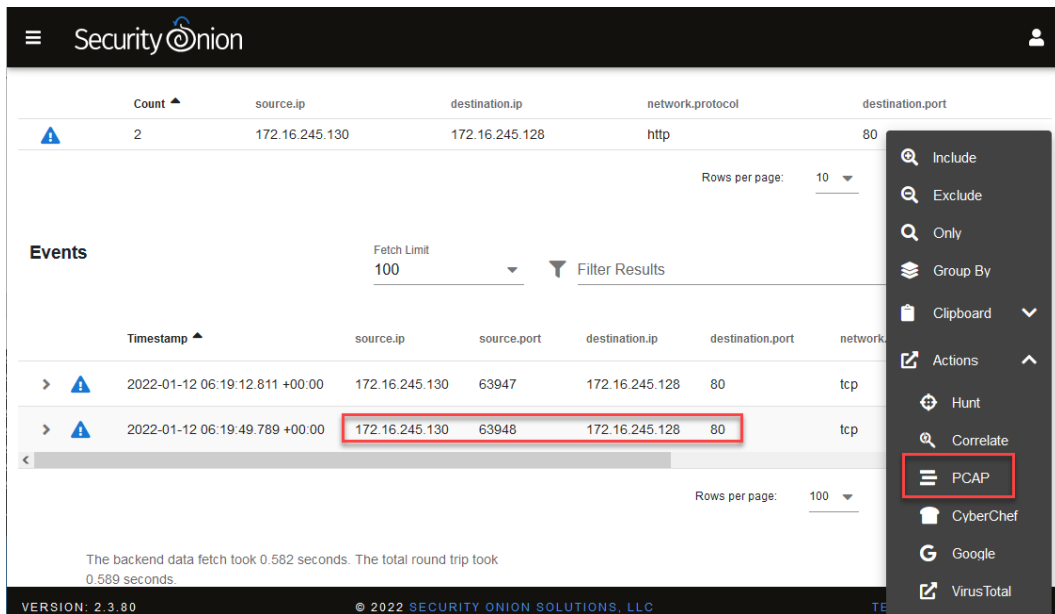 Security Onion
Count source.ip destination.ip network.protocol destination.port
2 172.16.245.130 172.16.245.128 http 80
Rows per page: 10
Include
Exclude
Only
Group By
Clipboard
Actions
Hunt
Correlate
PCAP
CyberChef
Google
VirusTotal
Events
Fetch Limit
100
Filter Results
Timestamp source.ip source.port destination.ip destination.port network.
2022-01-12 06:19:12.811 +00:00 172.16.245.130 63947 172.16.245.128 80 tcp
2022-01-12 06:19:49.789 +00:00 172.16.245.130 63948 172.16.245.128 80 tcp
Rows per page: 100
The backend data fetch took 0.582 seconds. The total round trip took
0.589 seconds.
VERSION: 2.3.80 © 2022 SECURITY ONION SOLUTIONS, LLC TE